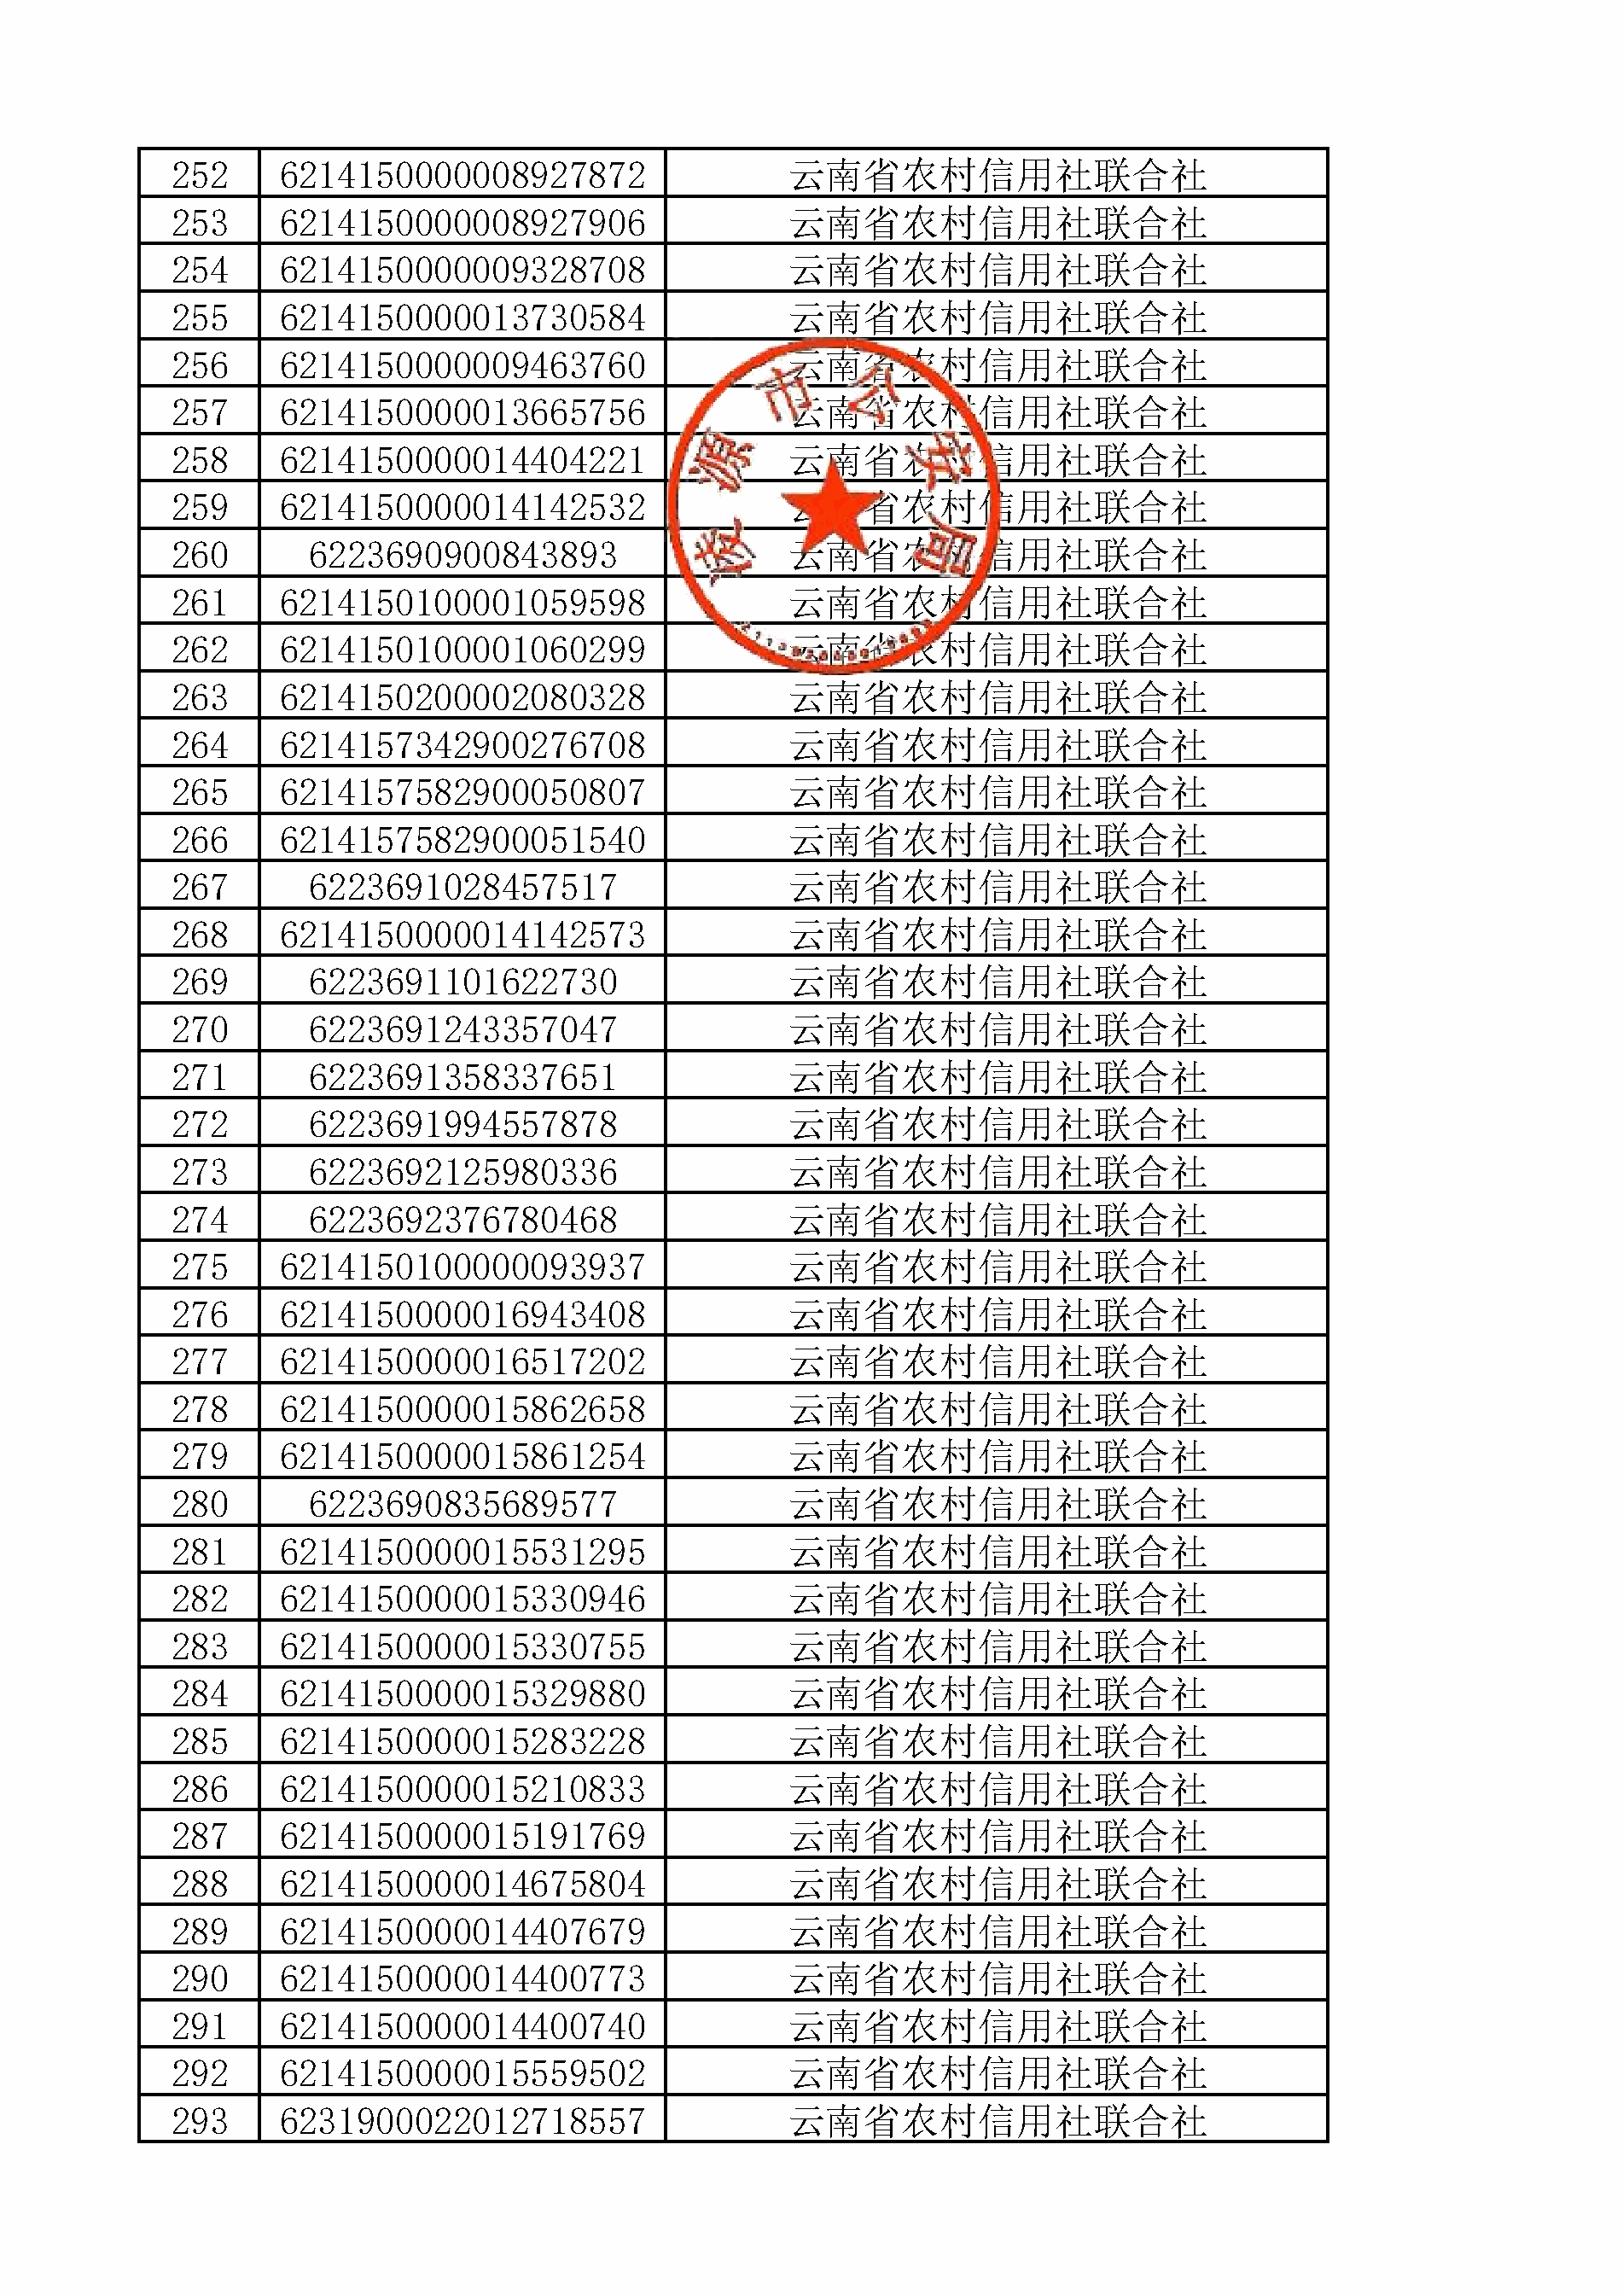 252 6214150000008927872 云南省农村信用社联合社
253 6214150000008927906 云南省农村信用社联合社
254 6214150000009328708 云南省农村信用社联合社
255 6214150000013730584 云南省农村信用社联合社
256 6214150000009463760 云南省农村信用社联合社
257 6214150000013665756 云南省农村信用社联合社
258 6214150000014404221 云南省农村信用社联合社
259 6214150000014142532 云南省农村信用社联合社
260 6223690900843893 云南省农村信用社联合社
261 6214150100001059598 云南省农村信用社联合社
262 6214150100001060299 云南省农村信用社联合社
263 6214150200002080328 云南省农村信用社联合社
264 6214157342900276708 云南省农村信用社联合社
265 6214157582900050807 云南省农村信用社联合社
266 6214157582900051540 云南省农村信用社联合社
267 6223691028457517 云南省农村信用社联合社
268 6214150000014142573 云南省农村信用社联合社
269 6223691101622730 云南省农村信用社联合社
270 6223691243357047 云南省农村信用社联合社
271 6223691358337651 云南省农村信用社联合社
272 6223691994557878 云南省农村信用社联合社
273 6223692125980336 云南省农村信用社联合社
274 6223692376780468 云南省农村信用社联合社
275 6214150100000093937 云南省农村信用社联合社
276 6214150000016943408 云南省农村信用社联合社
277 6214150000016517202 云南省农村信用社联合社
278 6214150000015862658 云南省农村信用社联合社
279 6214150000015861254 云南省农村信用社联合社
280 6223690835689577 云南省农村信用社联合社
281 6214150000015531295 云南省农村信用社联合社
282 6214150000015330946 云南省农村信用社联合社
283 6214150000015330755 云南省农村信用社联合社
284 6214150000015329880 云南省农村信用社联合社
285 6214150000015283228 云南省农村信用社联合社
286 6214150000015210833 云南省农村信用社联合社
287 6214150000015191769 云南省农村信用社联合社
288 6214150000014675804 云南省农村信用社联合社
289 6214150000014407679 云南省农村信用社联合社
290 6214150000014400773 云南省农村信用社联合社
291 6214150000014400740 云南省农村信用社联合社
292 6214150000015559502 云南省农村信用社联合社
293 6231900022012718557 云南省农村信用社联合社
凌源市公安局